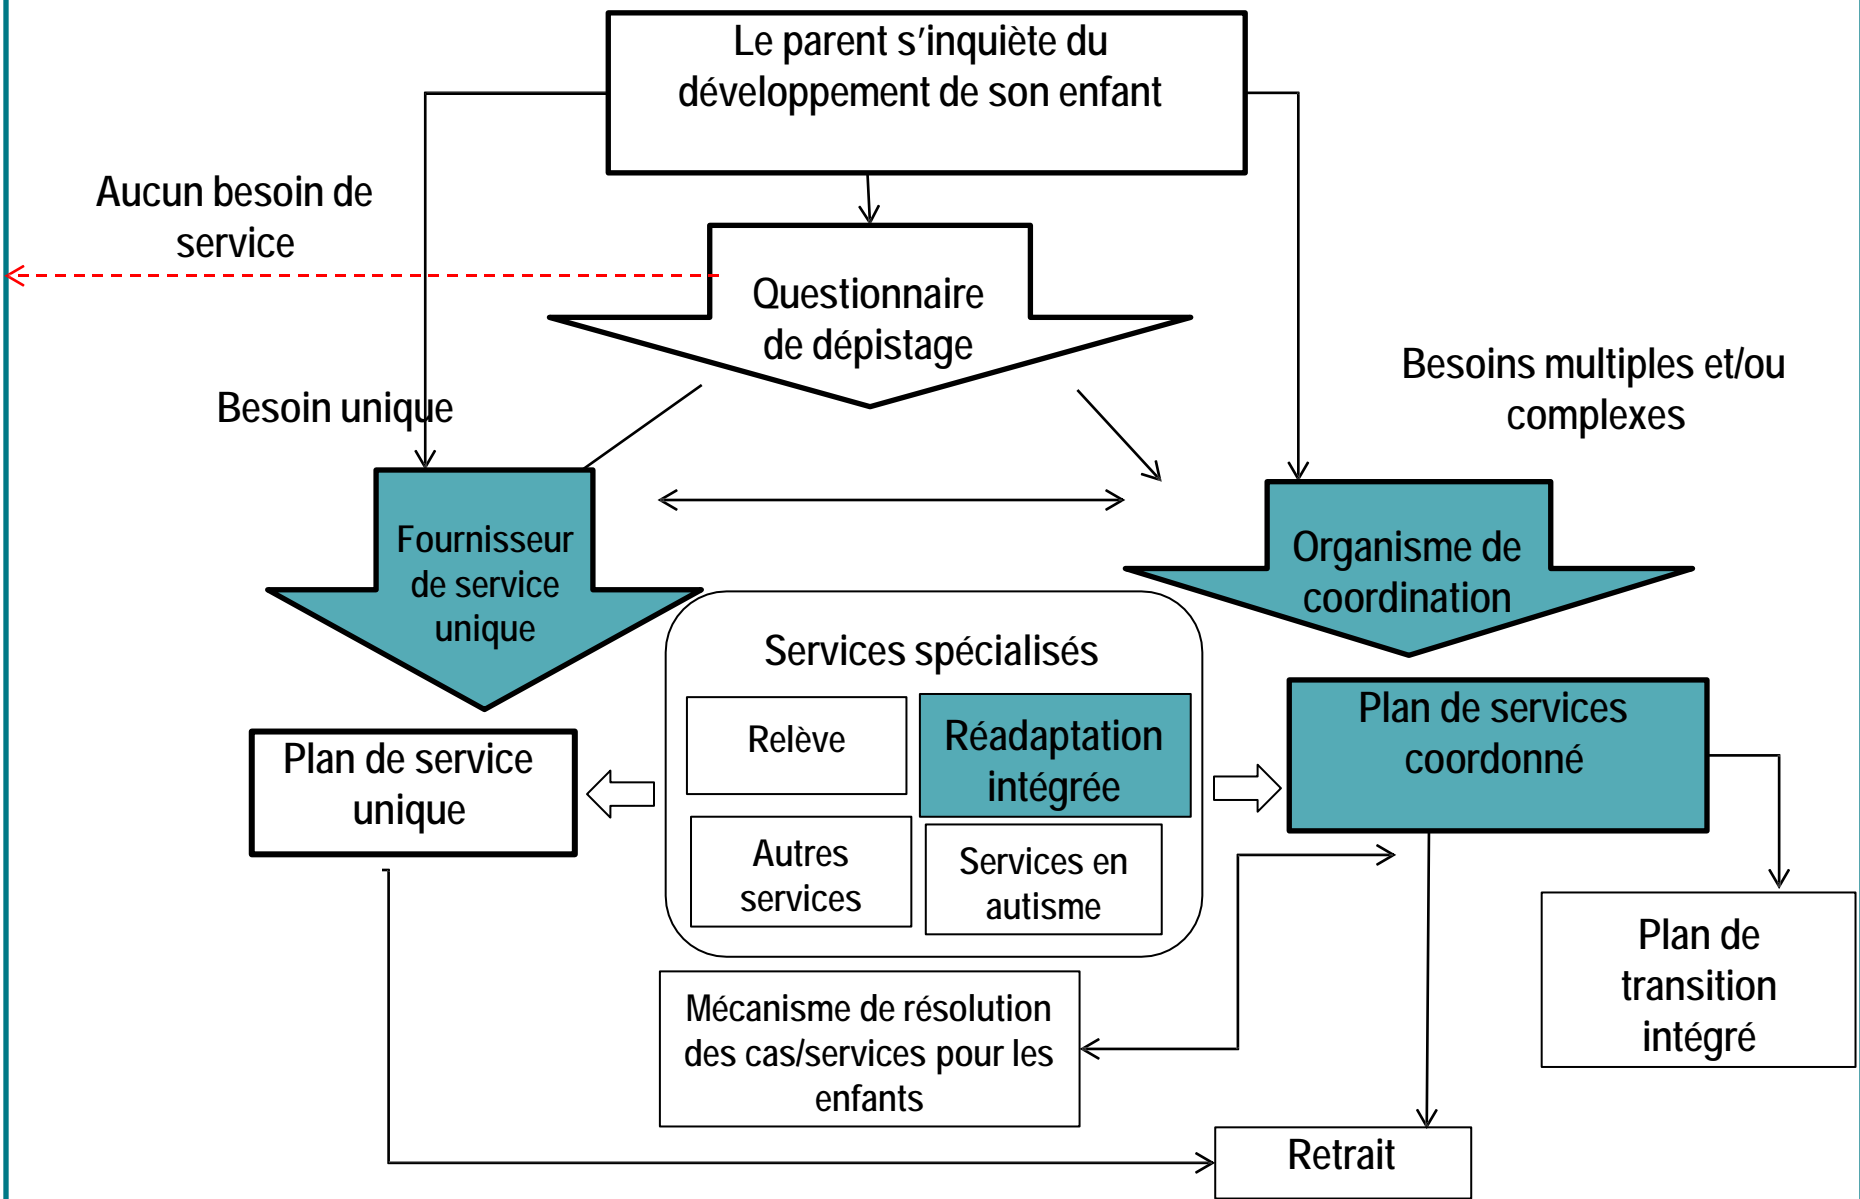 Le parent s’inquiète du
développement de son enfant
Aucun besoin de
service
Questionnaire
de dépistage
Besoin unique
Besoins multiples et/ou
complexes
Fournisseur
de service
unique
Organisme de
coordination
Services spécialisés
Relève
Réadaptation
intégrée
Autres
services
Services en
autisme
Plan de service
unique
Plan de services
coordonné
Mécanisme de résolution
des cas/services pour les
enfants
Plan de
transition
intégré
Retrait